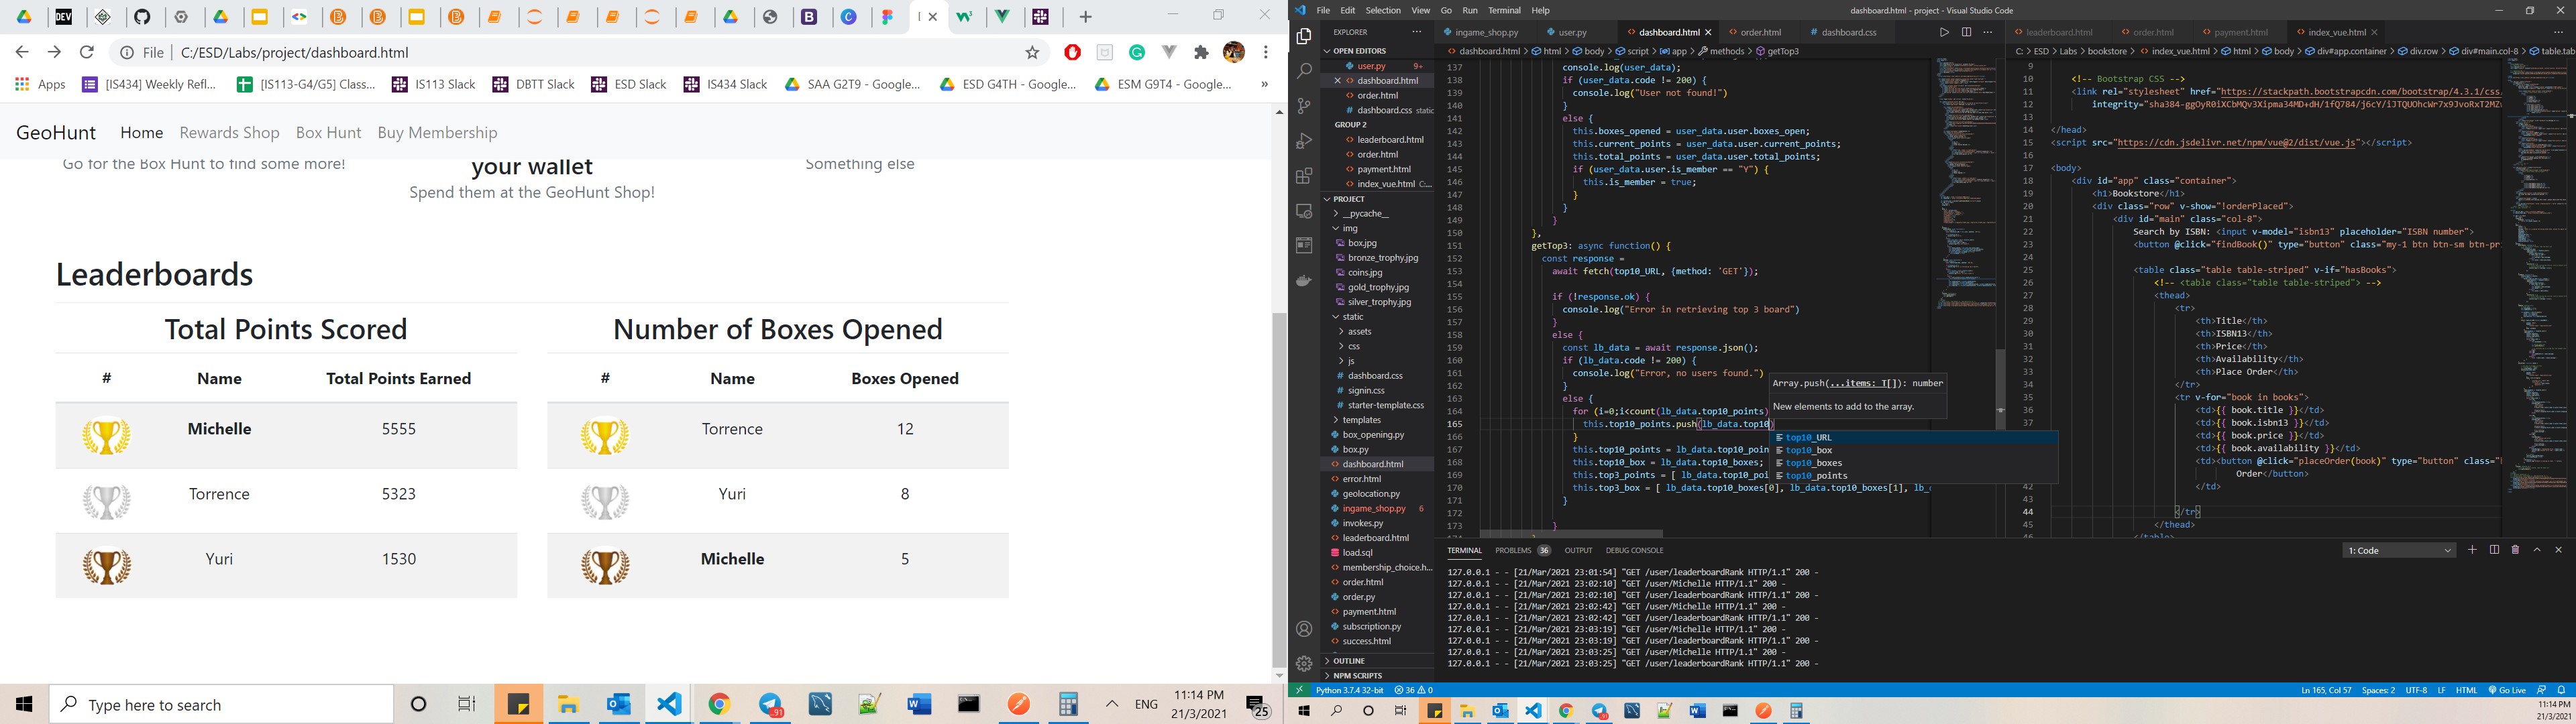 File | C:/ESD/Labs/project/dashboard.html
Apps [IS434] Weekly Refl... [IS113-G4/G5] Class... IS113 Slack DBTT Slack ESD Slack IS434 Slack SAA G2T9 - Google... ESD G4TH - Google... ESM G9T4 - Google... »
GeoHunt Home Rewards Shop Box Hunt Buy Membership
Go for the Box Hunt to find some more!
your wallet
Something else
Spend them at the GeoHunt Shop!
Leaderboards
Total Points Scored
# Name Total Points Earned
Michelle 5555
Torrence 5323
Yuri 1530
Number of Boxes Opened
# Name Boxes Opened
Torrence 12
Yuri 8
Michelle 5
Type here to search
ENG
11:14 PM
21/3/2021
25
File Edit Selection View Go Run Terminal Help
dashboard.html - project - Visual Studio Code
EXPLORER
OPEN EDITORS
user.py 9+
dashboard.html
order.html
dashboard.css static
GROUP 2
leaderboard.html
order.html
payment.html
index_vue.html C:...
PROJECT
__pycache__
img
box.jpg
bronze_trophy.jpg
coins.jpg
gold_trophy.jpg
silver_trophy.jpg
static
assets
css
js
dashboard.css
signin.css
starter-template.css
templates
box_opening.py
box.py
dashboard.html
error.html
geolocation.py
ingame_shop.py 6
invokes.py
leaderboard.html
load.sql
membership_choice.h...
order.html
order.py
payment.html
subscription.py
success.html
OUTLINE
NPM SCRIPTS
ingame_shop.py user.py dashboard.html order.html dashboard.css
dashboard.html > html > body > script > app > methods > getTop3
137 console.log(user_data);
138 if (user_data.code != 200) {
139 console.log("User not found!")
140 }
141 else {
142 this.boxes_opened = user_data.user.boxes_open;
143 this.current_points = user_data.user.current_points;
144 this.total_points = user_data.user.total_points;
145 if (user_data.user.is_member == "Y") {
146 this.is_member = true;
147 }
148 }
149 }
150 },
151 getTop3: async function() {
152 const response =
153 await fetch(top10_URL, {method: 'GET'});
154
155 if (!response.ok) {
156 console.log("Error in retrieving top 3 board")
157 }
158 else {
159 const lb_data = await response.json();
160 if (lb_data.code != 200) {
161 console.log("Error, no users found.")
162 }
163 else {
164 for (i=0;i<count(lb_data.top10_points)
165 this.top10_points.push(lb_data.top10)
166 }
167 this.top10_points = lb_data.top10_poin
168 this.top10_box = lb_data.top10_boxes;
169 this.top3_points = [ lb_data.top10_poi
170 this.top3_box = [ lb_data.top10_boxes[0], lb_data.top10_boxes[1], lb_
171 }
172
173 }
Array.push(...items: T[]): number
New elements to add to the array.
top10_URL
top10_box
top10_boxes
top10_points
leaderboard.html order.html payment.html index_vue.html
C: > ESD > Labs > bookstore > index_vue.html > html > body > div#app.container > div.row > div#main.col-8 > table.tab
9
10 <!-- Bootstrap CSS -->
11 <link rel="stylesheet" href="https://stackpath.bootstrapcdn.com/bootstrap/4.3.1/css
12 integrity="sha384-ggOyR0iXCbMQv3Xipma34MD+dH/1fQ784/j6cY/iJTQUOhcWr7x9JvoRxT2MZ
13
14 </head>
15 <script src="https://cdn.jsdelivr.net/npm/vue@2/dist/vue.js"></script>
16
17 <body>
18 <div id="app" class="container">
19 <h1>Bookstore</h1>
20 <div class="row" v-show="!orderPlaced">
21 <div id="main" class="col-8">
22 Search by ISBN: <input v-model="isbn13" placeholder="ISBN number">
23 <button @click="findBook()" type="button" class="my-1 btn btn-sm btn-pr
24
25 <table class="table table-striped" v-if="hasBooks">
26 <!-- <table class="table table-striped"> -->
27 <thead>
28 <tr>
29 <th>Title</th>
30 <th>ISBN13</th>
31 <th>Price</th>
32 <th>Availability</th>
33 <th>Place Order</th>
34 </tr>
35 <tr v-for="book in books">
36 <td>{{ book.title }}</td>
37 <td>{{ book.isbn13 }}</td>
<td>{{ book.price }}</td>
<td>{{ book.availability }}</td>
<td><button @click="placeOrder(book)" type="button" class="
Order</button>
42 </td>
43
44 </tr>
45 </thead>
46 </table>
TERMINAL PROBLEMS 36 OUTPUT DEBUG CONSOLE
1: Code
127.0.0.1 - - [21/Mar/2021 23:01:54] "GET /user/leaderboardRank HTTP/1.1" 200 -
127.0.0.1 - - [21/Mar/2021 23:02:10] "GET /user/Michelle HTTP/1.1" 200 -
127.0.0.1 - - [21/Mar/2021 23:02:10] "GET /user/leaderboardRank HTTP/1.1" 200 -
127.0.0.1 - - [21/Mar/2021 23:02:42] "GET /user/Michelle HTTP/1.1" 200 -
127.0.0.1 - - [21/Mar/2021 23:02:42] "GET /user/leaderboardRank HTTP/1.1" 200 -
127.0.0.1 - - [21/Mar/2021 23:03:19] "GET /user/Michelle HTTP/1.1" 200 -
127.0.0.1 - - [21/Mar/2021 23:03:19] "GET /user/leaderboardRank HTTP/1.1" 200 -
127.0.0.1 - - [21/Mar/2021 23:03:25] "GET /user/Michelle HTTP/1.1" 200 -
127.0.0.1 - - [21/Mar/2021 23:03:25] "GET /user/leaderboardRank HTTP/1.1" 200 -
Python 3.7.4 32-bit 36 0
Ln 165, Col 57 Spaces: 2 UTF-8 LF HTML Go Live
11:14 PM
21/3/2021